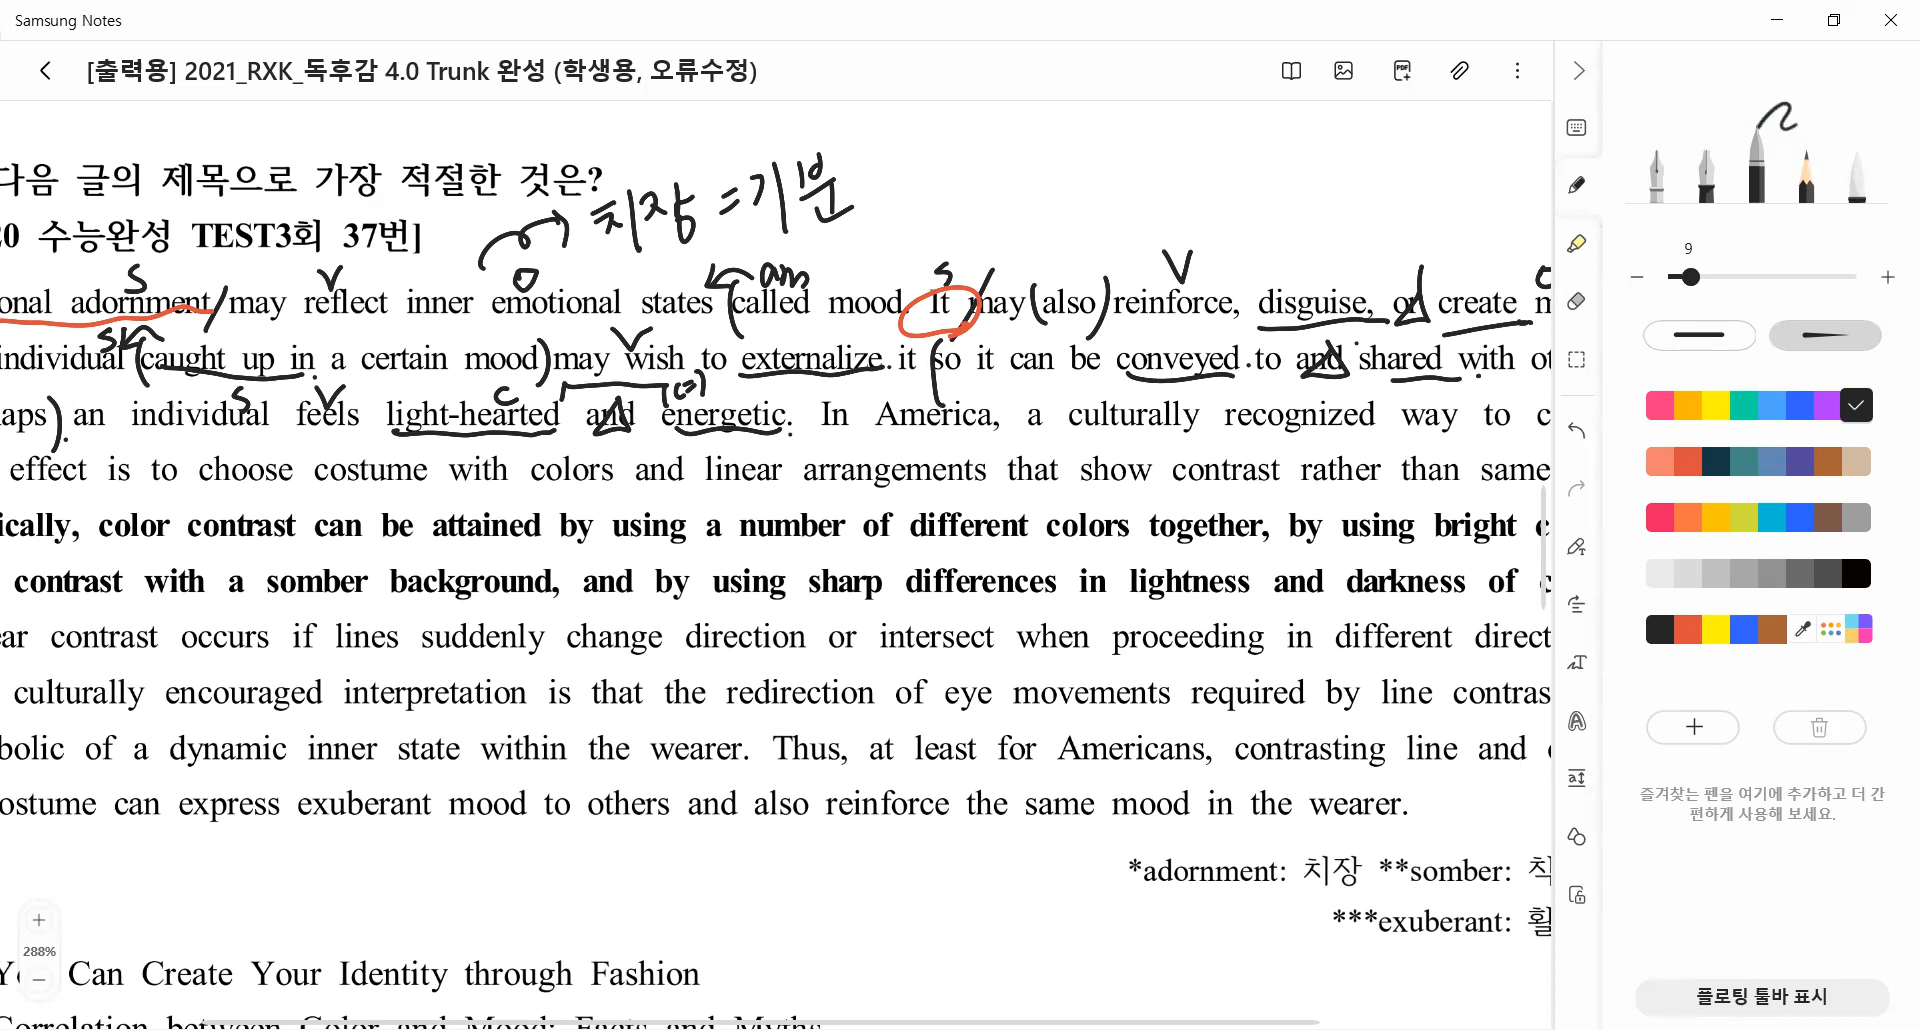 Samsung Notes
[출력용] 2021_RXK_독후감 4.0 Trunk 완성 (학생용, 오류수정)
다음 글의 제목으로 가장 적절한 것은?
치장 = 기분
20 수능완성 TEST3회 37번]
S V O am S V O
onal adornment may reflect inner emotional states (called mood. It may (also) reinforce, disguise, or create m
S V
individual (caught up in a certain mood) may wish to externalize it (so it can be conveyed to and shared with ot
S V C (=)
aps) an individual feels light-hearted and energetic. In America, a culturally recognized way to c
effect is to choose costume with colors and linear arrangements that show contrast rather than same
ically, color contrast can be attained by using a number of different colors together, by using bright c
contrast with a somber background, and by using sharp differences in lightness and darkness of c
ear contrast occurs if lines suddenly change direction or intersect when proceeding in different direct
culturally encouraged interpretation is that the redirection of eye movements required by line contras
bolic of a dynamic inner state within the wearer. Thus, at least for Americans, contrasting line and c
ostume can express exuberant mood to others and also reinforce the same mood in the wearer.
*adornment: 치장 **somber: 칙
***exuberant: 활
Can Create Your Identity through Fashion
Correlation between Color and Mood: Facts and Myths
288%
9
즐겨찾는 펜을 여기에 추가하고 더 간
편하게 사용해 보세요.
플로팅 툴바 표시